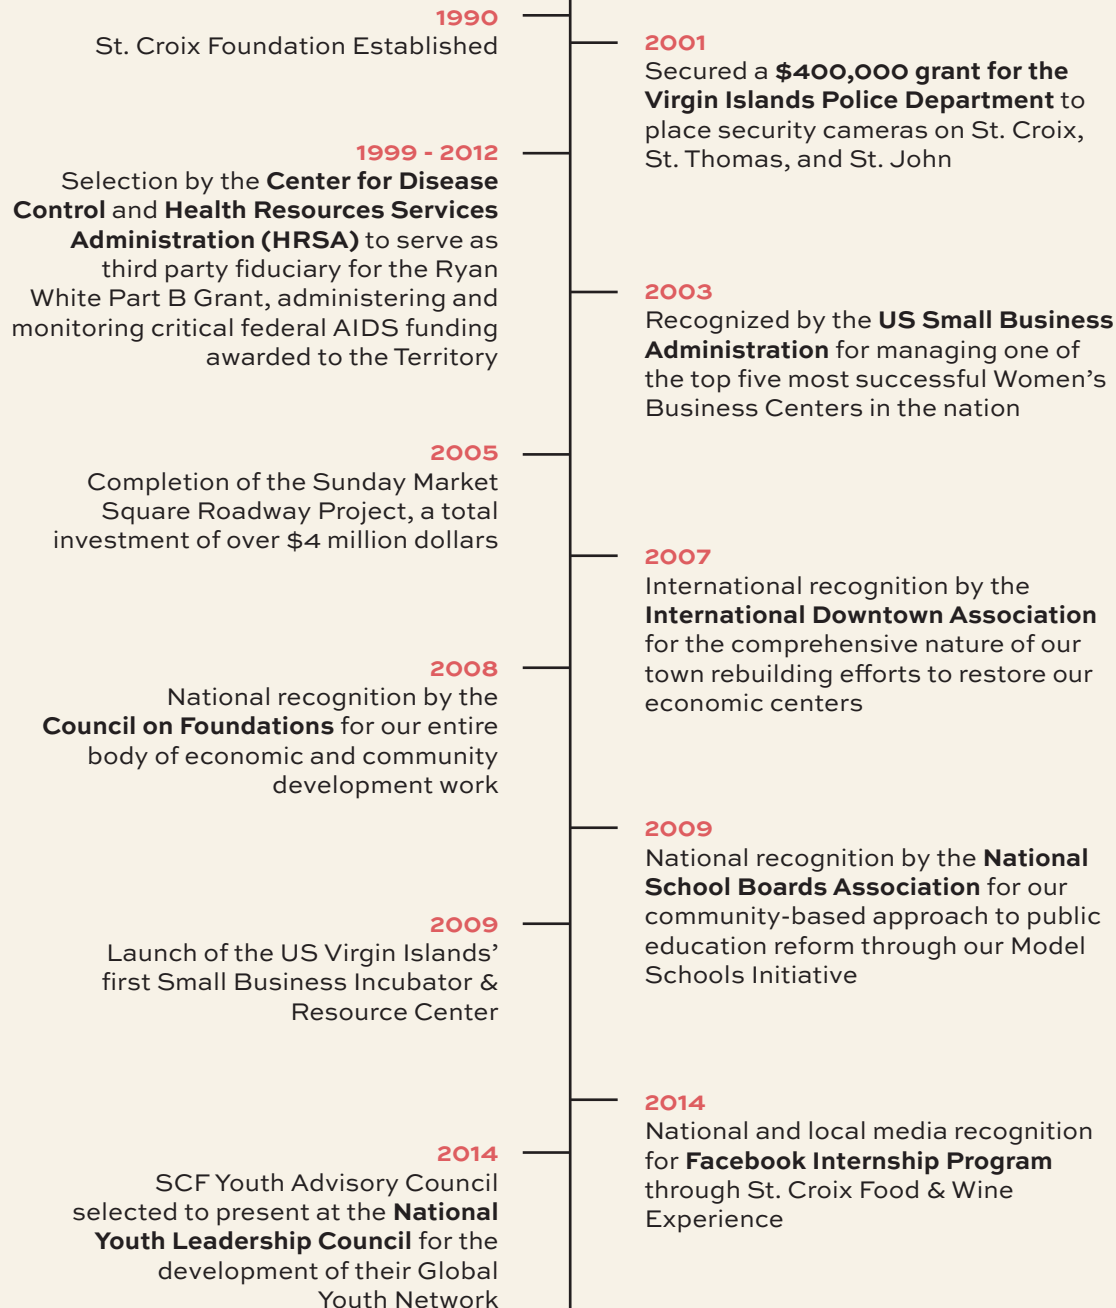 1990
St. Croix Foundation Established
2001
Secured a $400,000 grant for the
Virgin Islands Police Department to
place security cameras on St. Croix,
St. Thomas, and St. John
1999 - 2012
Selection by the Center for Disease
Control and Health Resources Services
Administration (HRSA) to serve as
third party fiduciary for the Ryan
White Part B Grant, administering and
monitoring critical federal AIDS funding
awarded to the Territory
2003
Recognized by the US Small Business
Administration for managing one of
the top five most successful Women’s
Business Centers in the nation
2005
Completion of the Sunday Market
Square Roadway Project, a total
investment of over $4 million dollars
2007
International recognition by the
International Downtown Association
for the comprehensive nature of our
town rebuilding efforts to restore our
economic centers
2008
National recognition by the
Council on Foundations for our entire
body of economic and community
development work
2009
National recognition by the National
School Boards Association for our
community-based approach to public
education reform through our Model
Schools Initiative
2009
Launch of the US Virgin Islands’
first Small Business Incubator &
Resource Center
2014
National and local media recognition
for Facebook Internship Program
through St. Croix Food & Wine
Experience
2014
SCF Youth Advisory Council
selected to present at the National
Youth Leadership Council for the
development of their Global
Youth Network